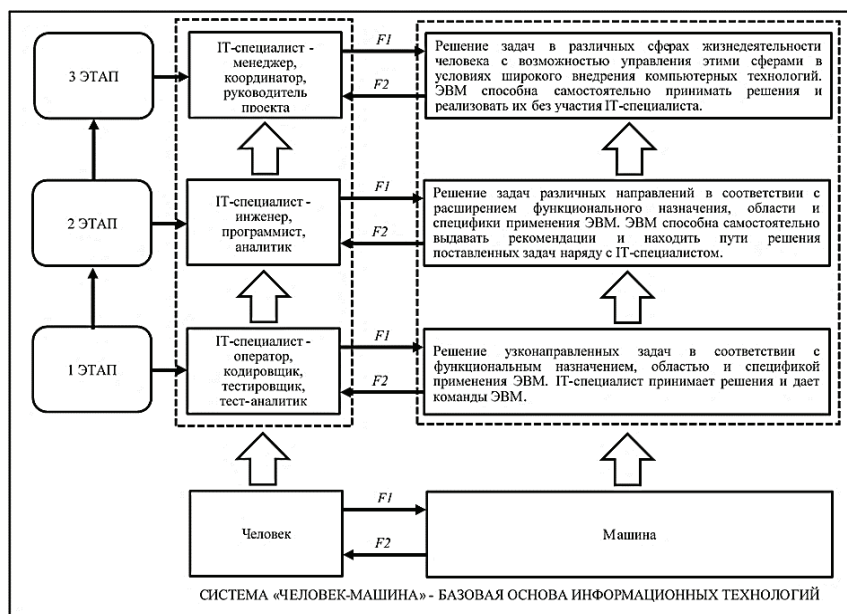 3 ЭТАП
IT-специалист -
менеджер,
координатор,
руководитель
проекта
F1
F2
Решение задач в различных сферах жизнедеятельности
человека с возможностью управления этими сферами в
условиях широкого внедрения компьютерных технологий.
ЭВМ способна самостоятельно принимать решения и
реализовать их без участия IT-специалиста.
2 ЭТАП
IT-специалист -
инженер,
программист,
аналитик
F1
F2
Решение задач различных направлений в соответствии с
расширением функционального назначения, области и
специфики применения ЭВМ. ЭВМ способна самостоятельно
выдавать рекомендации и находить пути решения
поставленных задач наряду с IT-специалистом.
1 ЭТАП
IT-специалист -
оператор,
кодировщик,
тестировщик,
тест-аналитик
F1
F2
Решение узконаправленных задач в соответствии с
функциональным назначением, областью и спецификой
применения ЭВМ. IT-специалист принимает решения и дает
команды ЭВМ.
Человек
F1
F2
Машина
СИСТЕМА «ЧЕЛОВЕК-МАШИНА» - БАЗОВАЯ ОСНОВА ИНФОРМАЦИОННЫХ ТЕХНОЛОГИЙ